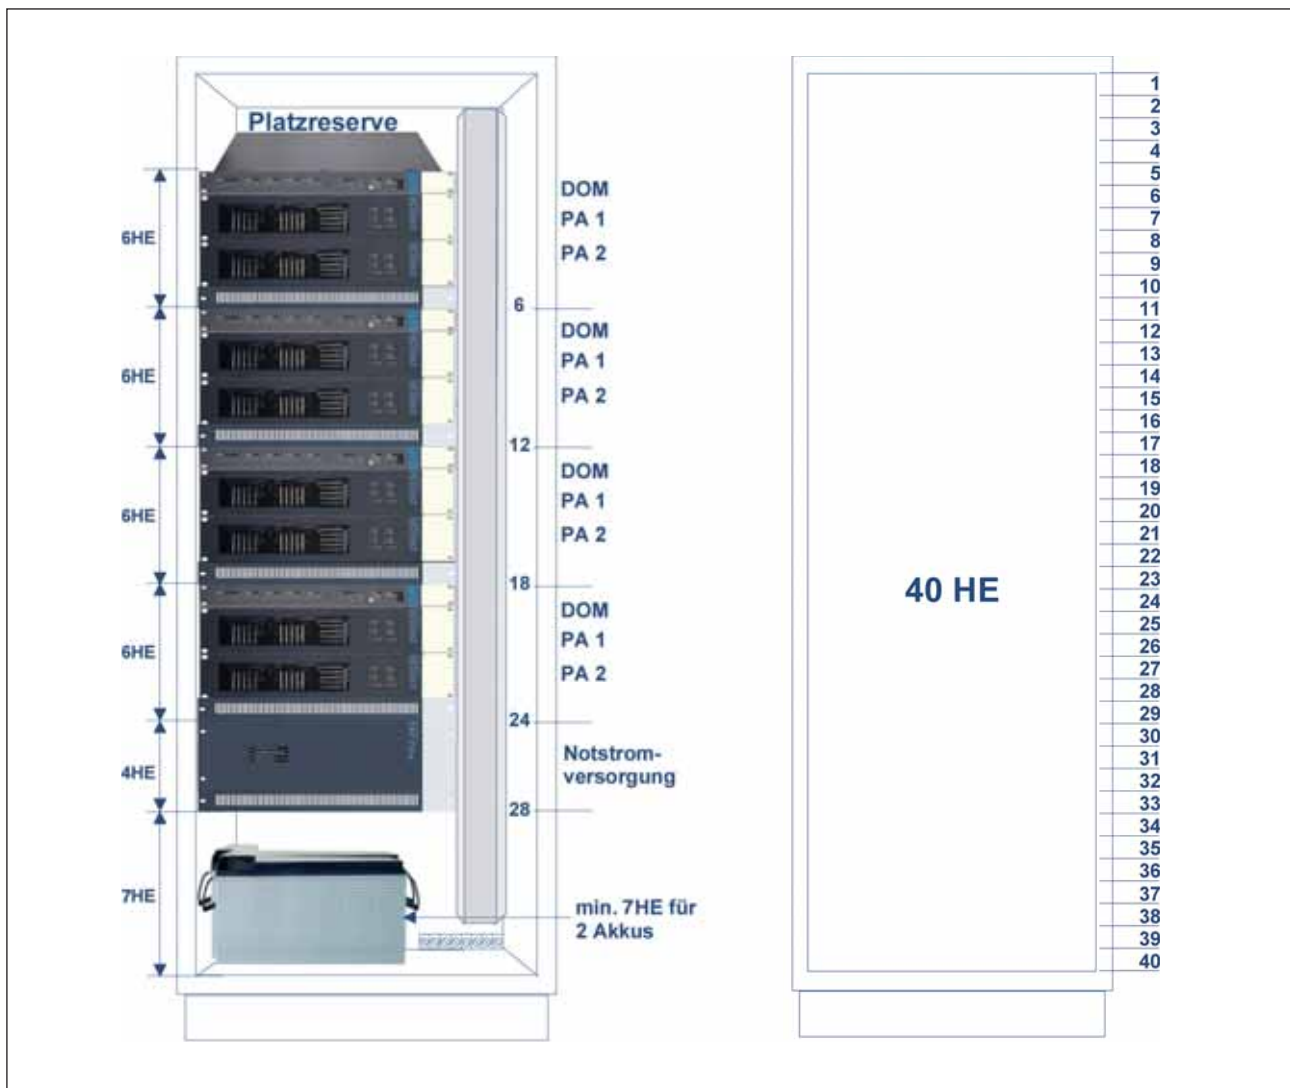 Platzreserve
6HE
DOM
PA 1
PA 2
6
6HE
DOM
PA 1
PA 2
12
6HE
DOM
PA 1
PA 2
18
6HE
DOM
PA 1
PA 2
24
4HE
Notstrom-
versorgung
28
7HE
min. 7HE für
2 Akkus
40 HE
1
2
3
4
5
6
7
8
9
10
11
12
13
14
15
16
17
18
19
20
21
22
23
24
25
26
27
28
29
30
31
32
33
34
35
36
37
38
39
40